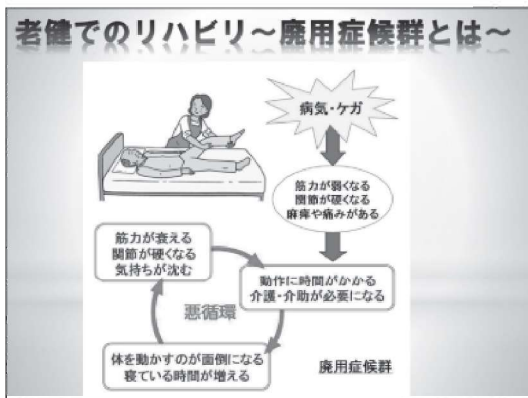 老健でのリハビリ～廃用症候群とは～
病気・ケガ
筋力が弱くなる
関節が硬くなる
麻痺や痛みがある
動作に時間がかかる
介護・介助が必要になる
体を動かすのが面倒になる
寝ている時間が増える
筋力が衰える
関節が硬くなる
気持ちが沈む
悪循環
廃用症候群